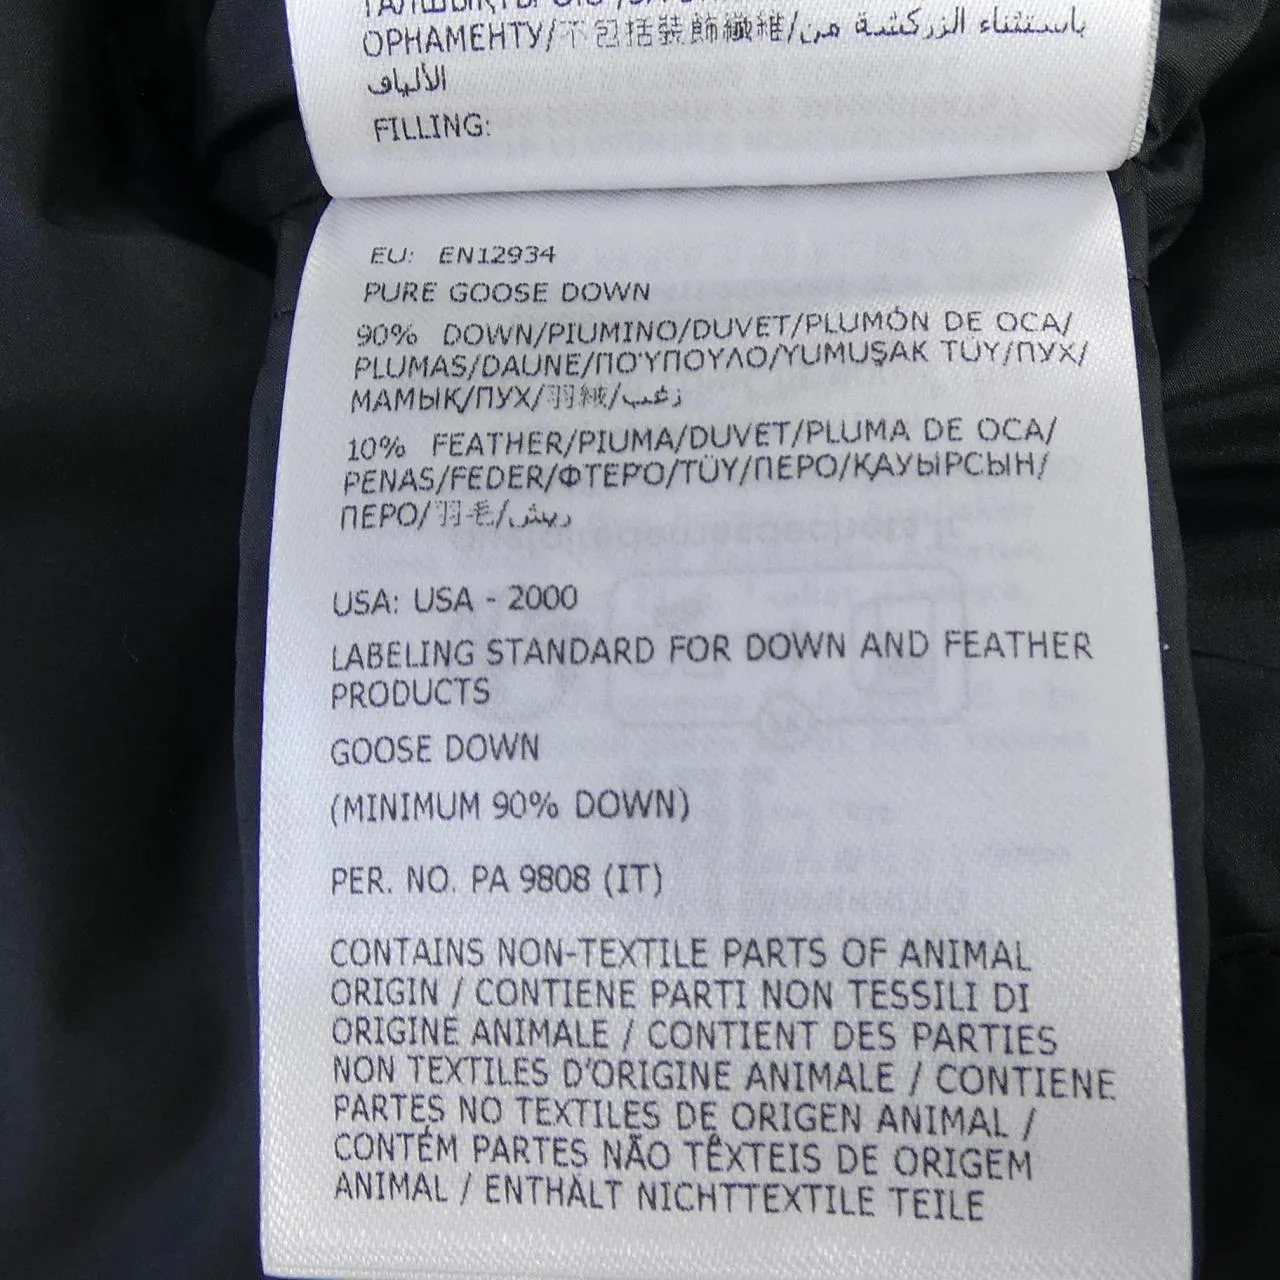 ОРНАМЕНТУ/不包括裝飾纖維/باستثناء الزركشة من
الألياف
FILLING:
EU: EN12934
PURE GOOSE DOWN
90% DOWN/PIUMINO/DUVET/PLUMÓN DE OCA/
PLUMAS/DAUNE/ΠΟΎΠΟΥΛΟ/YUMUŞAK TÜY/ПУХ/
МАМЫҚ/ПУХ/羽絨/زغب
10% FEATHER/PIUMA/DUVET/PLUMA DE OCA/
PENAS/FEDER/ΦΤΕΡΌ/TÜY/ПЕРО/ҚАУЫРСЫН/
ПЕРО/羽毛/ريش
USA: USA - 2000
LABELING STANDARD FOR DOWN AND FEATHER
PRODUCTS
GOOSE DOWN
(MINIMUM 90% DOWN)
PER. NO. PA 9808 (IT)
CONTAINS NON-TEXTILE PARTS OF ANIMAL
ORIGIN / CONTIENE PARTI NON TESSILI DI
ORIGINE ANIMALE / CONTIENT DES PARTIES
NON TEXTILES D'ORIGINE ANIMALE / CONTIENE
PARTES NO TEXTILES DE ORIGEN ANIMAL /
CONTÉM PARTES NÃO TÊXTEIS DE ORIGEM
ANIMAL / ENTHÄLT NICHTTEXTILE TEILE